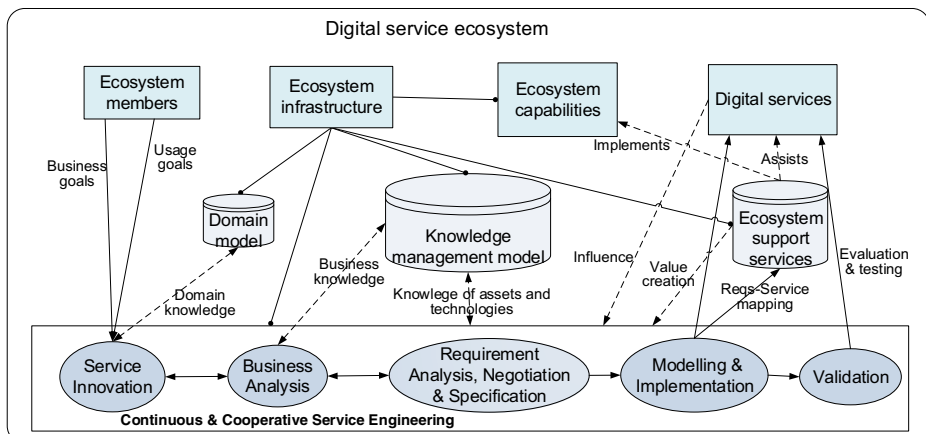 Digital service ecosystem
Ecosystem
members
Ecosystem
infrastructure
Ecosystem
capabilities
Digital services
Business
goals
Usage
goals
Implements
Assists
Domain
model
Knowledge
management model
Ecosystem
support
services
Domain
knowledge
Business
knowledge
Knowlege of assets and
technologies
Influence
Value
creation
Reqs-Service
mapping
Evaluation
& testing
Service
Innovation
Business
Analysis
Requirement
Analysis, Negotiation
& Specification
Modelling &
Implementation
Validation
Continuous & Cooperative Service Engineering